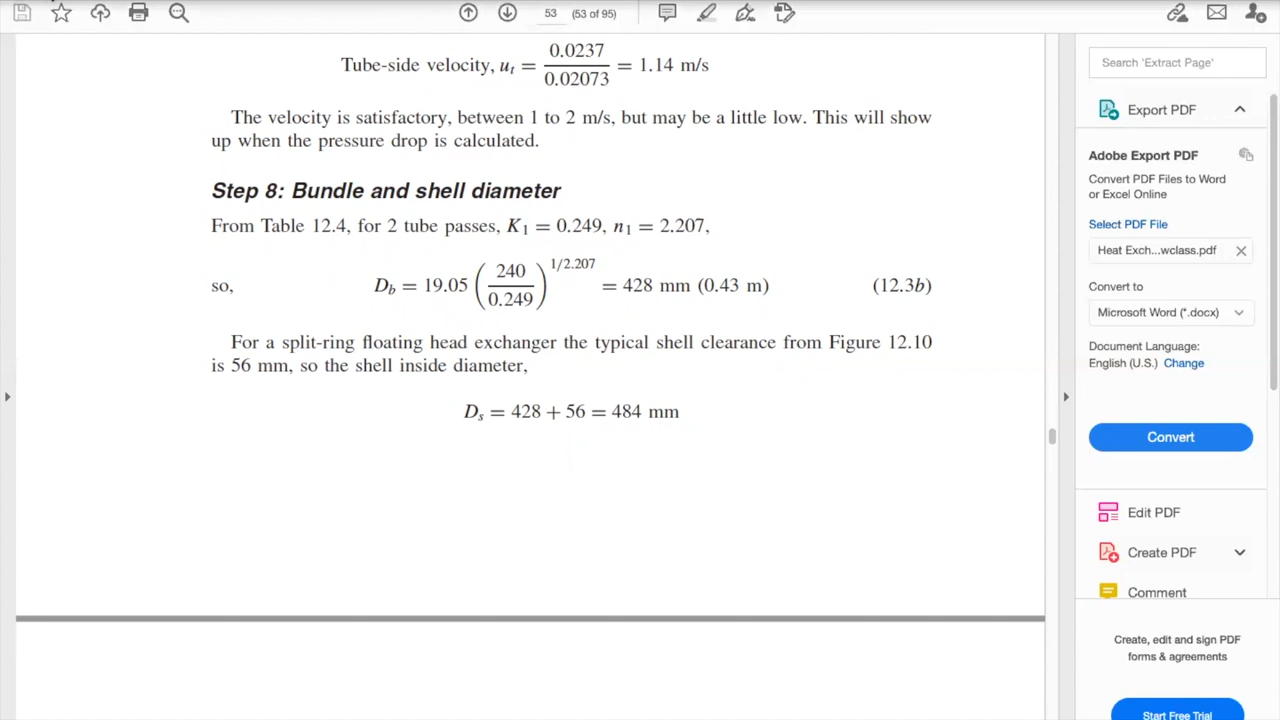 53 (53 of 95)
Tube-side velocity, uₜ = 0.0237 / 0.02073 = 1.14 m/s
The velocity is satisfactory, between 1 to 2 m/s, but may be a little low. This will show
up when the pressure drop is calculated.
Step 8: Bundle and shell diameter
From Table 12.4, for 2 tube passes, K₁ = 0.249, n₁ = 2.207,
so, D_b = 19.05 (240 / 0.249)^1/2.207 = 428 mm (0.43 m) (12.3b)
For a split-ring floating head exchanger the typical shell clearance from Figure 12.10
is 56 mm, so the shell inside diameter,
Dₛ = 428 + 56 = 484 mm
Search 'Extract Page'
Export PDF
Adobe Export PDF
Convert PDF Files to Word
or Excel Online
Select PDF File
Heat Exch...wclass.pdf
Convert to
Microsoft Word (*.docx)
Document Language:
English (U.S.) Change
Convert
Edit PDF
Create PDF
Comment
Create, edit and sign PDF
forms & agreements
Start Free Trial